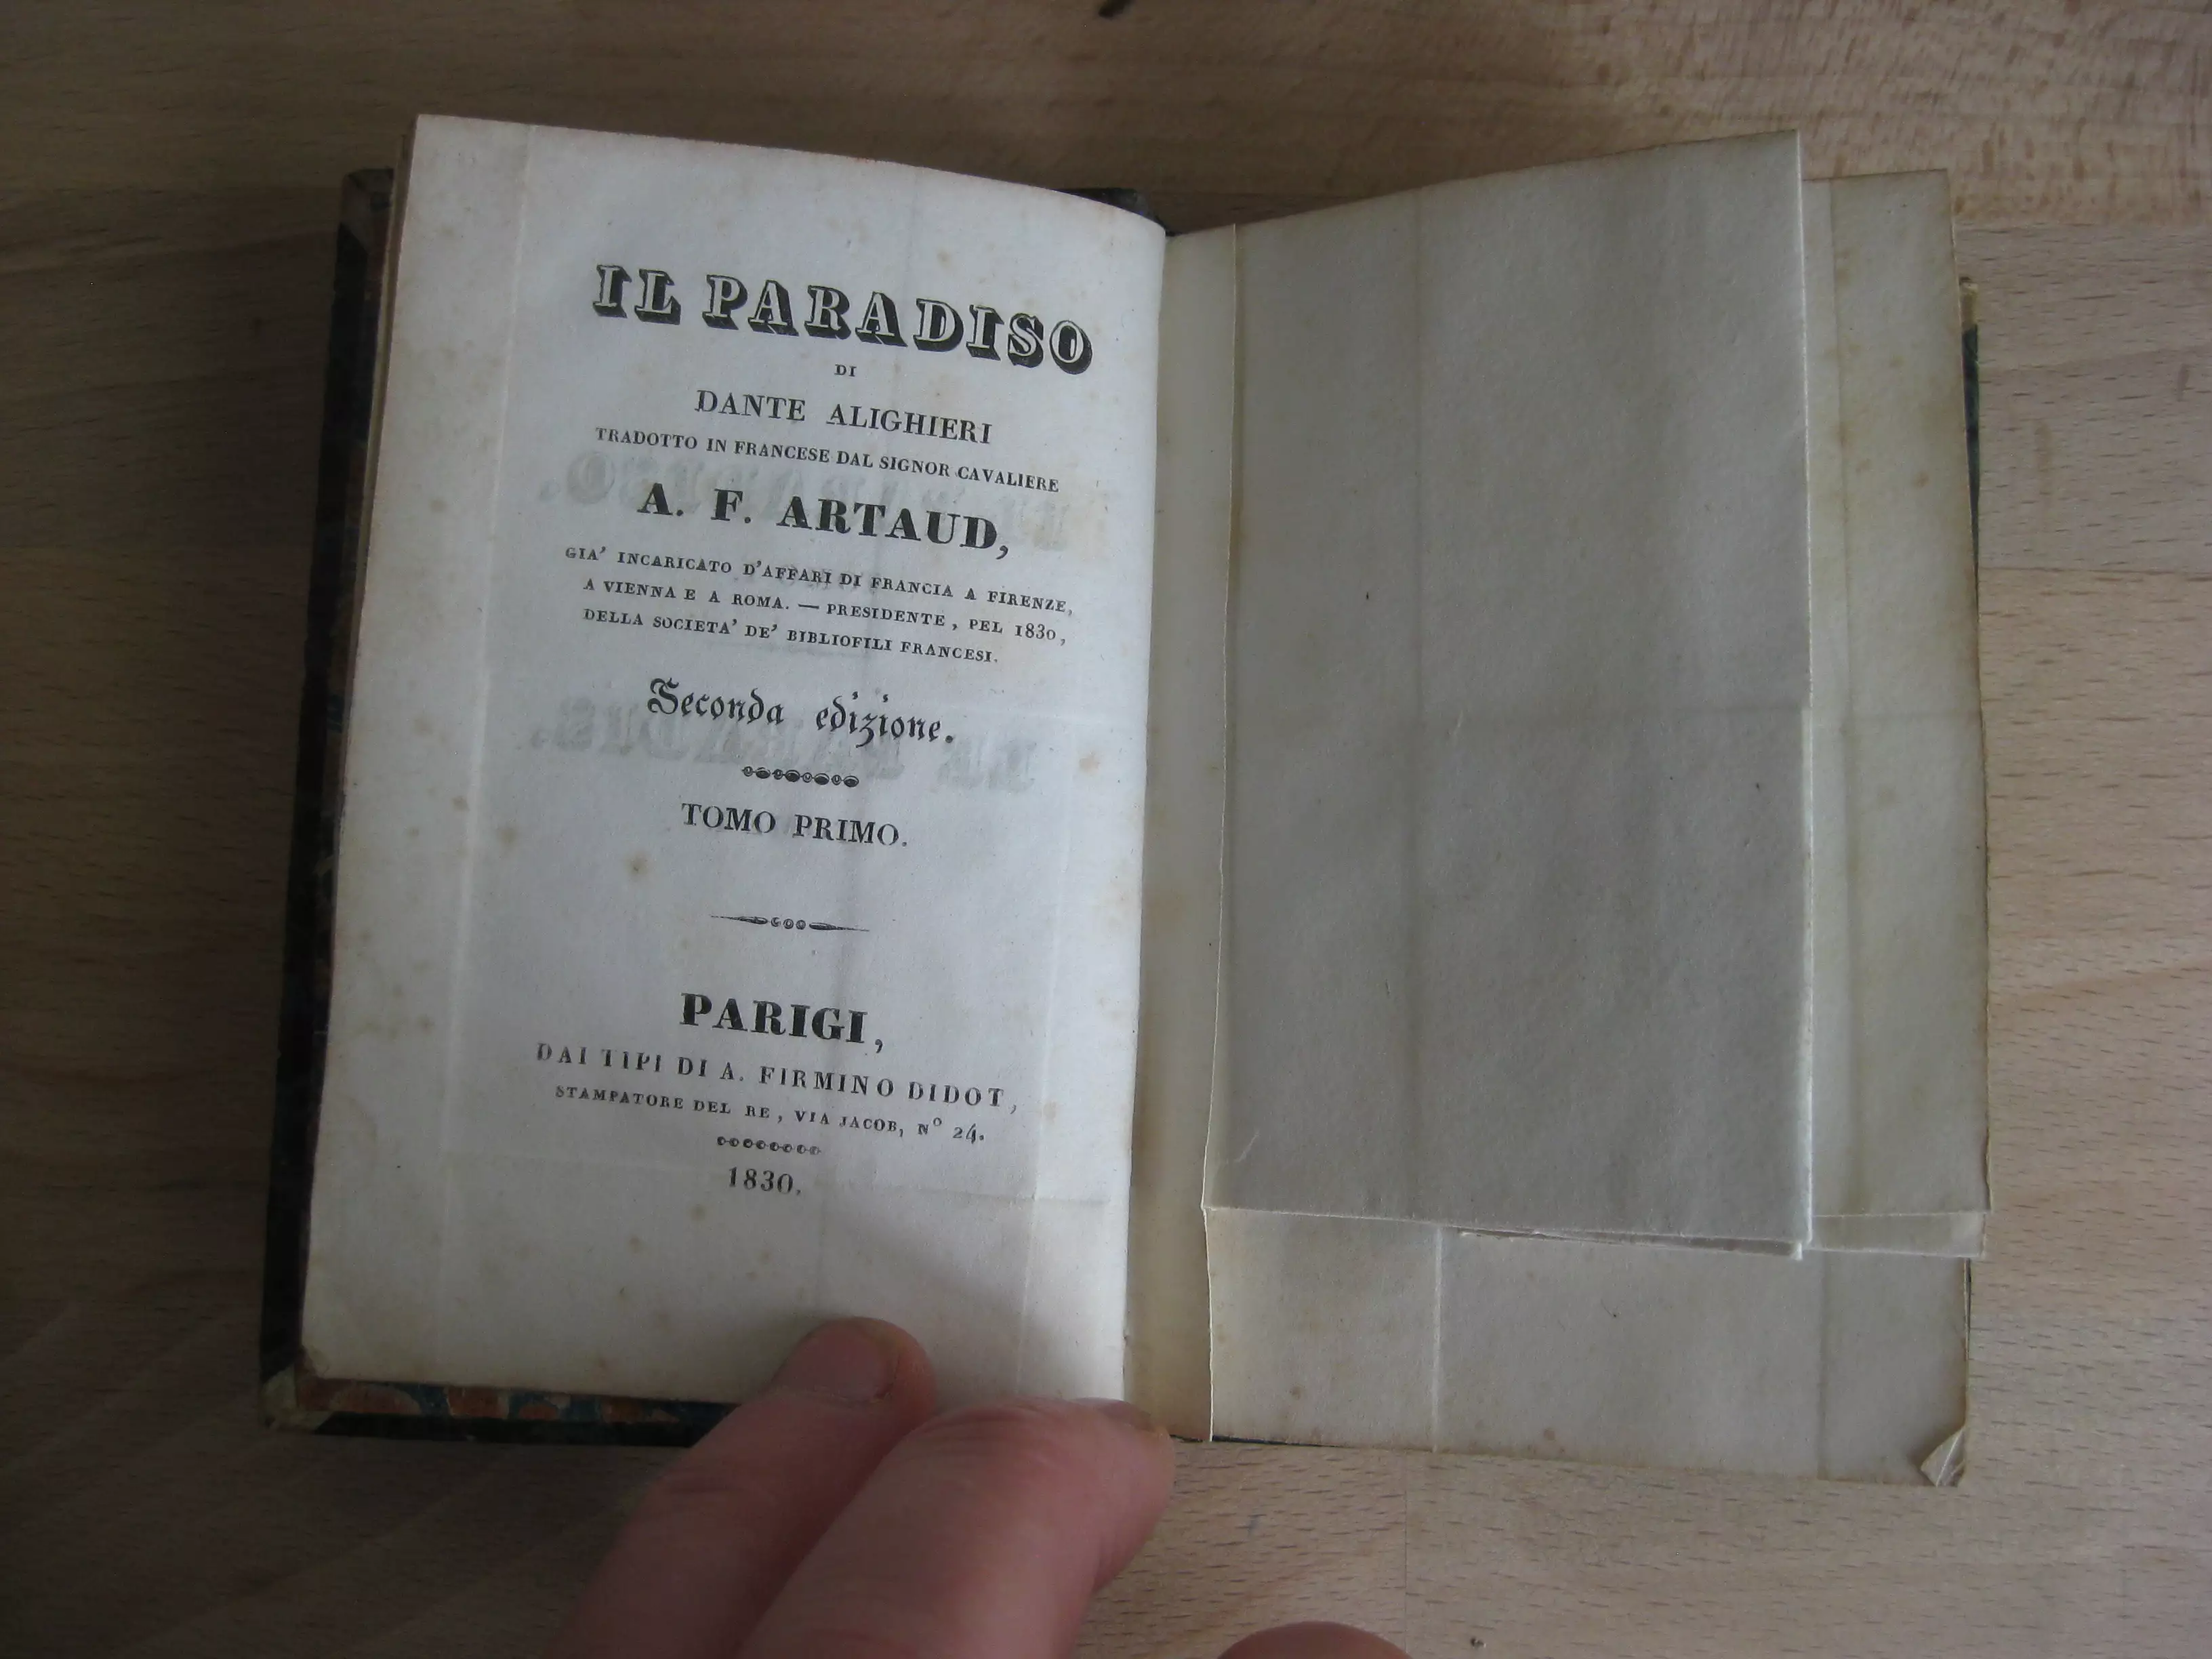 IL PARADISO
DI
DANTE ALIGHIERI
TRADOTTO IN FRANCESE DAL SIGNOR CAVALIERE
A. F. ARTAUD,
GIA' INCARICATO D'AFFARI DI FRANCIA A FIRENZE,
A VIENNA E A ROMA. — PRESIDENTE, PEL 1830,
DELLA SOCIETA' DE' BIBLIOFILI FRANCESI.
Seconda edizione.
TOMO PRIMO.
PARIGI,
DAI TIPI DI A. FIRMINO DIDOT,
STAMPATORE DEL RE, VIA JACOB, Nº 24.
1830.